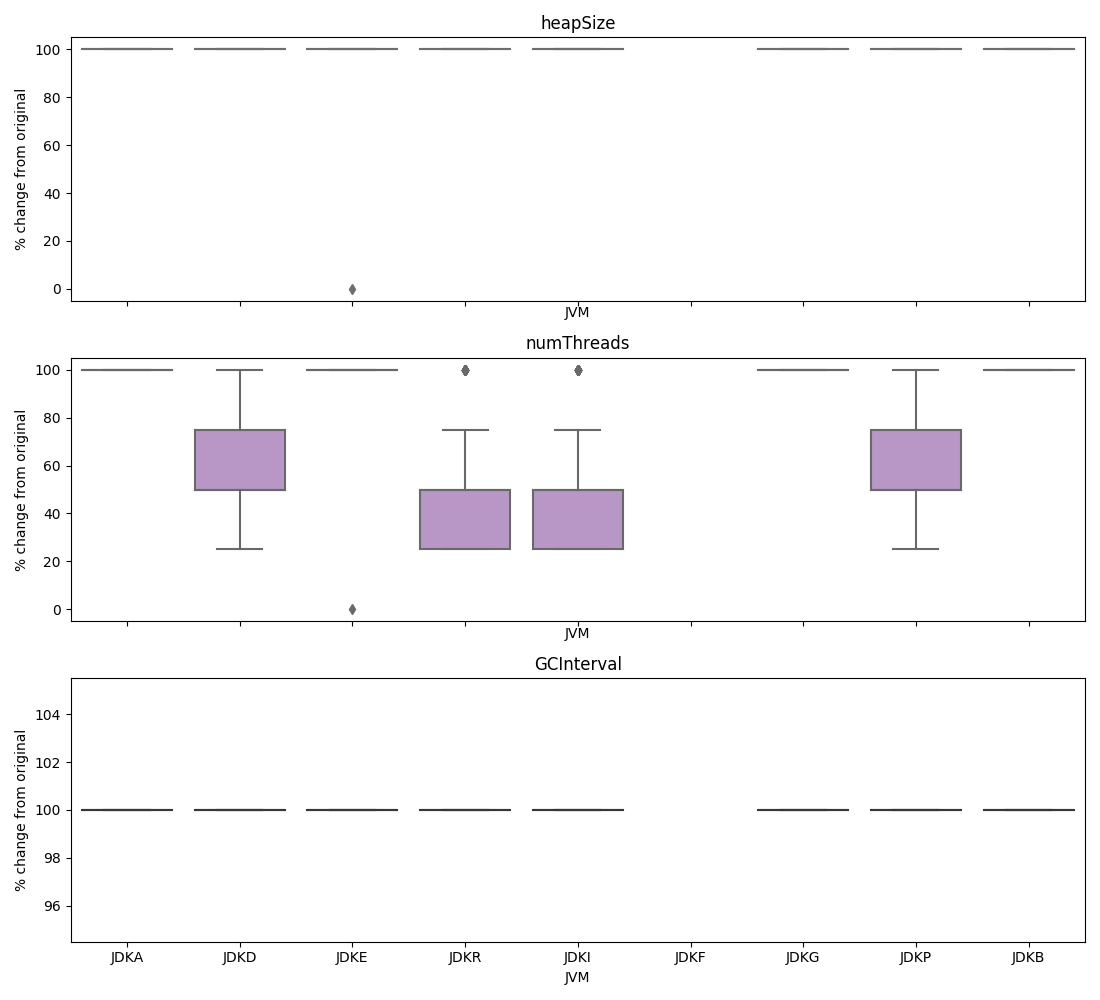 heapSize
% change from original
100
80
60
40
20
0
JVM
numThreads
% change from original
100
80
60
40
20
0
JVM
GCInterval
% change from original
104
102
100
98
96
JDKA JDKD JDKE JDKR JDKI JDKF JDKG JDKP JDKB
JVM